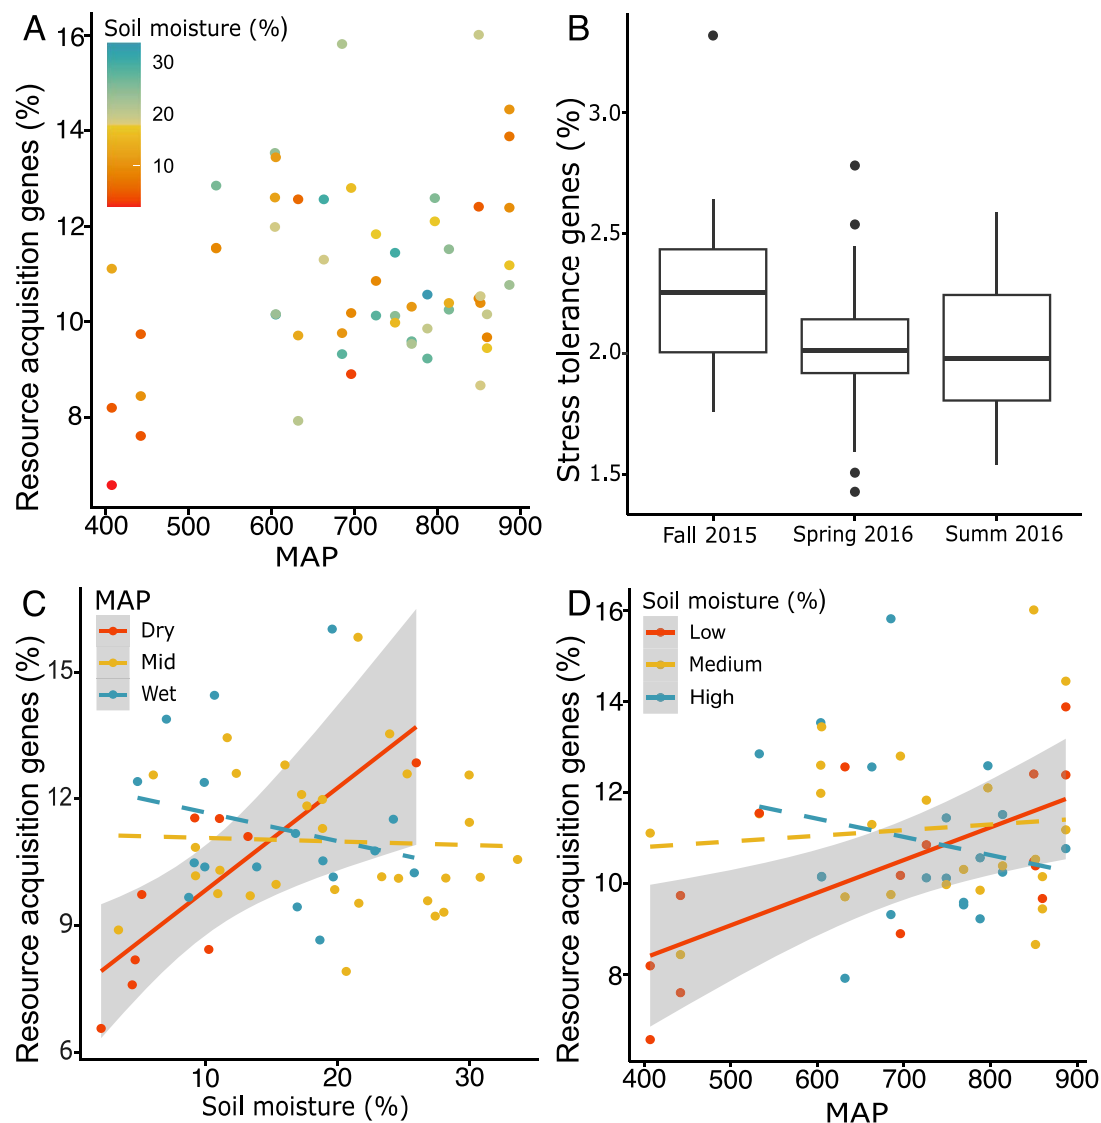 A
Soil moisture (%)
30
20
10
Resource acquisition genes (%)
16
14
12
10
8
400 500 600 700 800 900
MAP
B
Stress tolerance genes (%)
3.0
2.5
2.0
1.5
Fall 2015 Spring 2016 Summ 2016
C
MAP
Dry
Mid
Wet
Resource acquisition genes (%)
15
12
9
6
10 20 30
Soil moisture (%)
D
Soil moisture (%)
Low
Medium
High
Resource acquisition genes (%)
16
14
12
10
8
400 500 600 700 800 900
MAP